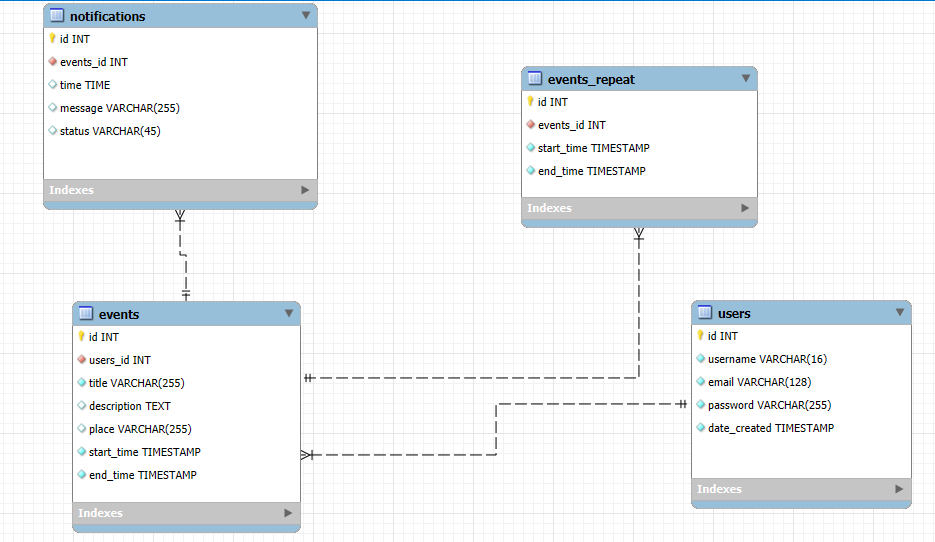 notifications
id INT
events_id INT
time TIME
message VARCHAR(255)
status VARCHAR(45)
Indexes
events_repeat
id INT
events_id INT
start_time TIMESTAMP
end_time TIMESTAMP
Indexes
events
id INT
users_id INT
title VARCHAR(255)
description TEXT
place VARCHAR(255)
start_time TIMESTAMP
end_time TIMESTAMP
Indexes
users
id INT
username VARCHAR(16)
email VARCHAR(128)
password VARCHAR(255)
date_created TIMESTAMP
Indexes